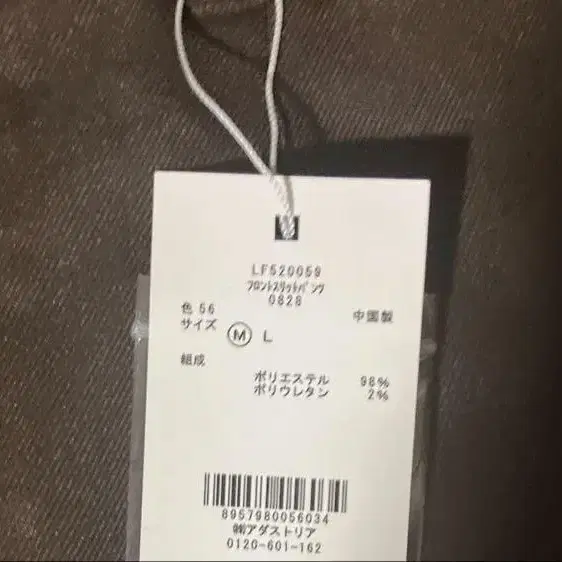 LF520059
フロントスリットパンツ
0828
色 56
中国製
サイズ
M L
組成
ポリエステル 98%
ポリウレタン 2%
8957980056034
㈱アダストリア
0120-601-162